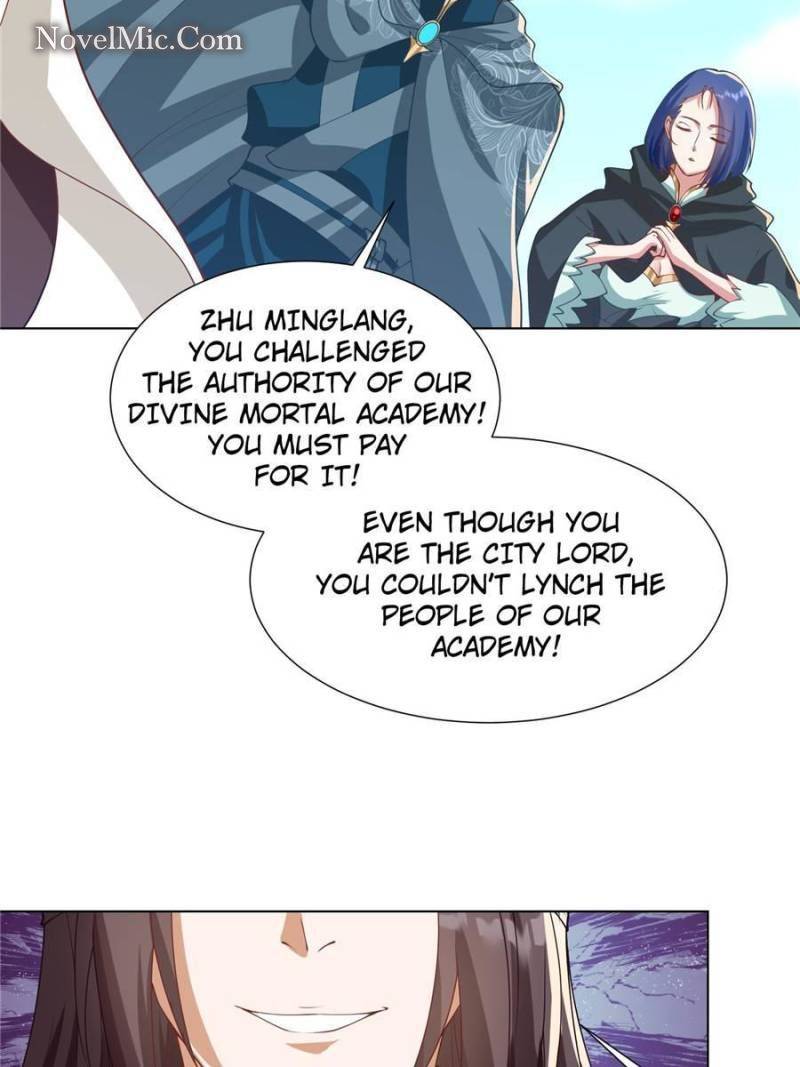 NovelMic.Com
ZHU MINGLANG,
YOU CHALLENGED
THE AUTHORITY OF OUR
DIVINE MORTAL ACADEMY!
YOU MUST PAY
FOR IT!
EVEN THOUGH YOU
ARE THE CITY LORD,
YOU COULDN'T LYNCH THE
PEOPLE OF OUR
ACADEMY!